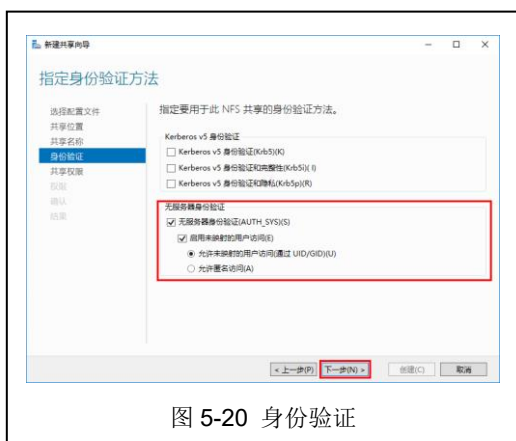 新建共享向导
指定身份验证方法
选择配置文件
共享位置
共享名称
身份验证
共享权限
权限
确认
结果
指定要用于此 NFS 共享的身份验证方法。
Kerberos v5 身份验证
Kerberos v5 身份验证(Krb5)(K)
Kerberos v5 身份验证和完整性(Krb5i)( I)
Kerberos v5 身份验证和隐私(Krb5p)(R)
无服务器身份验证
无服务器身份验证(AUTH_SYS)(S)
启用未映射的用户访问(E)
允许未映射的用户访问(通过 UID/GID)(U)
允许匿名访问(A)
< 上一步(P) 下一步(N) > 创建(C) 取消
图 5-20 身份验证